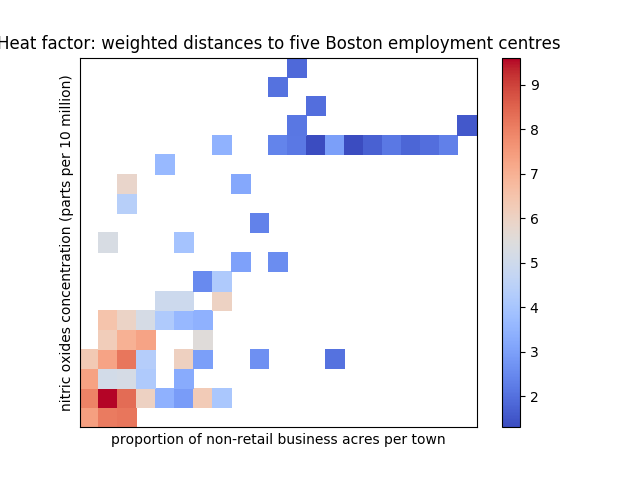 Heat factor: weighted distances to five Boston employment centres
nitric oxides concentration (parts per 10 million)
proportion of non-retail business acres per town
9
8
7
6
5
4
3
2